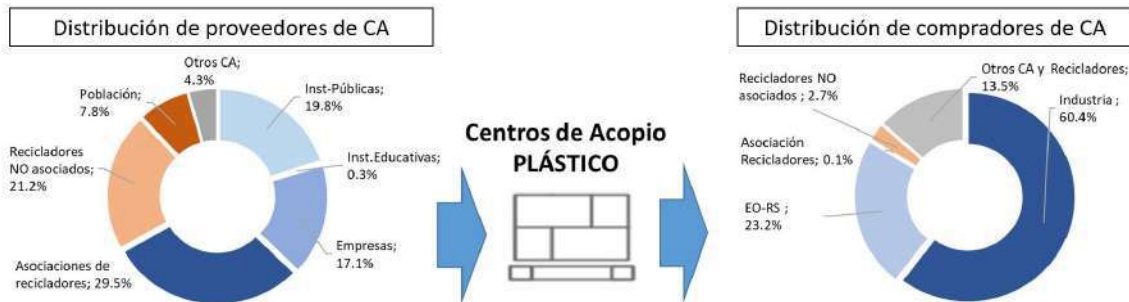 Distribución de proveedores de CA
Otros CA;
4.3%
Inst-Públicas;
19.8%
Población;
7.8%
Recicladores
NO asociados;
21.2%
Inst.Educativas;
0.3%
Empresas;
17.1%
Asociaciones de
recicladores; 29.5%
Centros de Acopio
PLÁSTICO
Distribución de compradores de CA
Otros CA y Recicladores;
13.5%
Recicladores NO
asociados ; 2.7%
Industria ;
60.4%
Asociación
Recicladores; 0.1%
EO-RS ;
23.2%